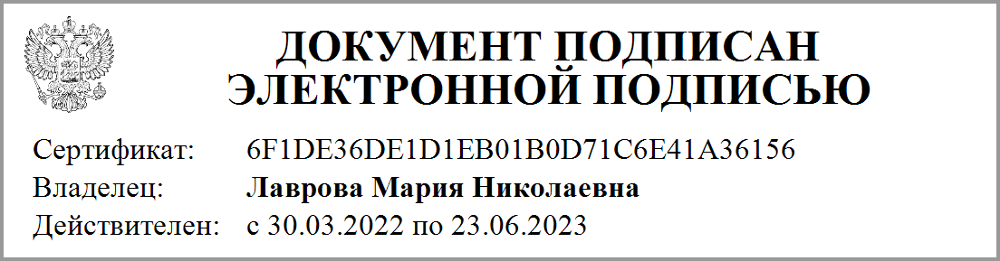 ДОКУМЕНТ ПОДПИСАН
ЭЛЕКТРОННОЙ ПОДПИСЬЮ
Сертификат: 6F1DE36DE1D1EB01B0D71C6E41A36156
Владелец: Лаврова Мария Николаевна
Действителен: с 30.03.2022 по 23.06.2023